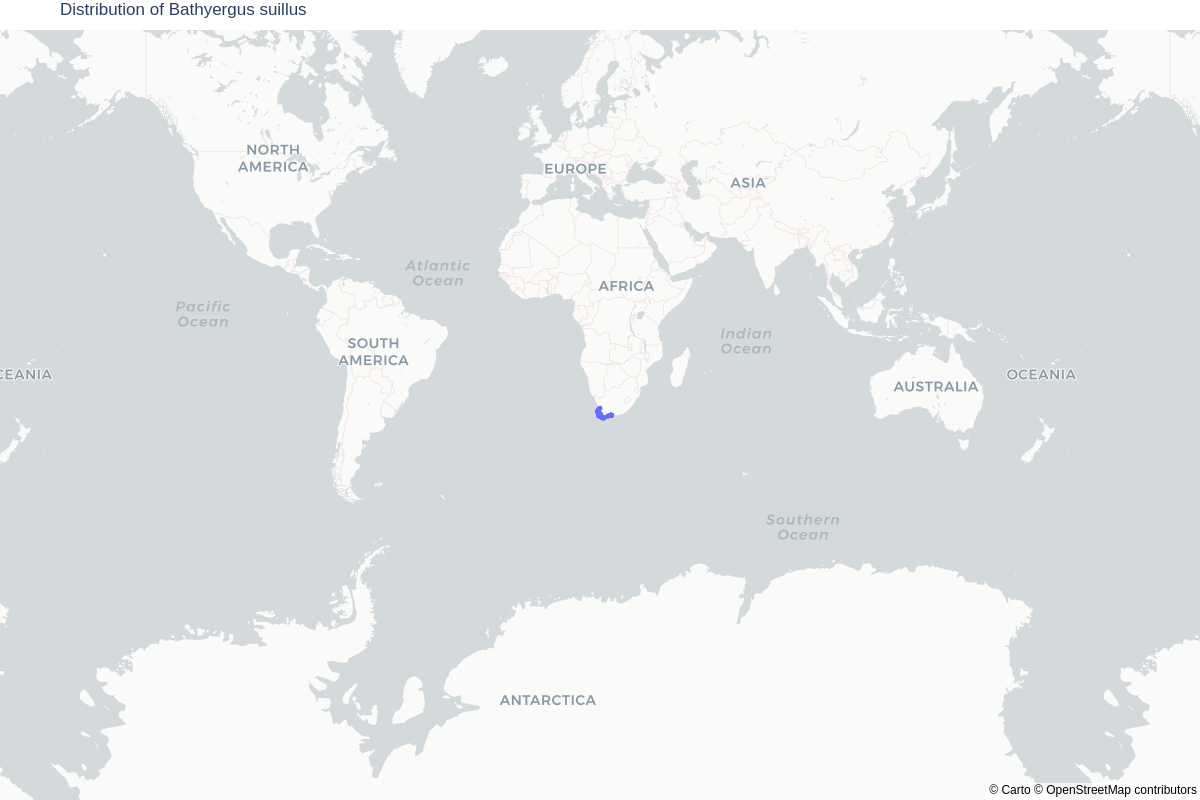 Distribution of Bathyergus suillus
NORTH
AMERICA
EUROPE
ASIA
Atlantic
Ocean
AFRICA
Pacific
Ocean
Indian
Ocean
SOUTH
AMERICA
CEANIA
AUSTRALIA
OCEANIA
Southern
Ocean
ANTARCTICA
© Carto © OpenStreetMap contributors